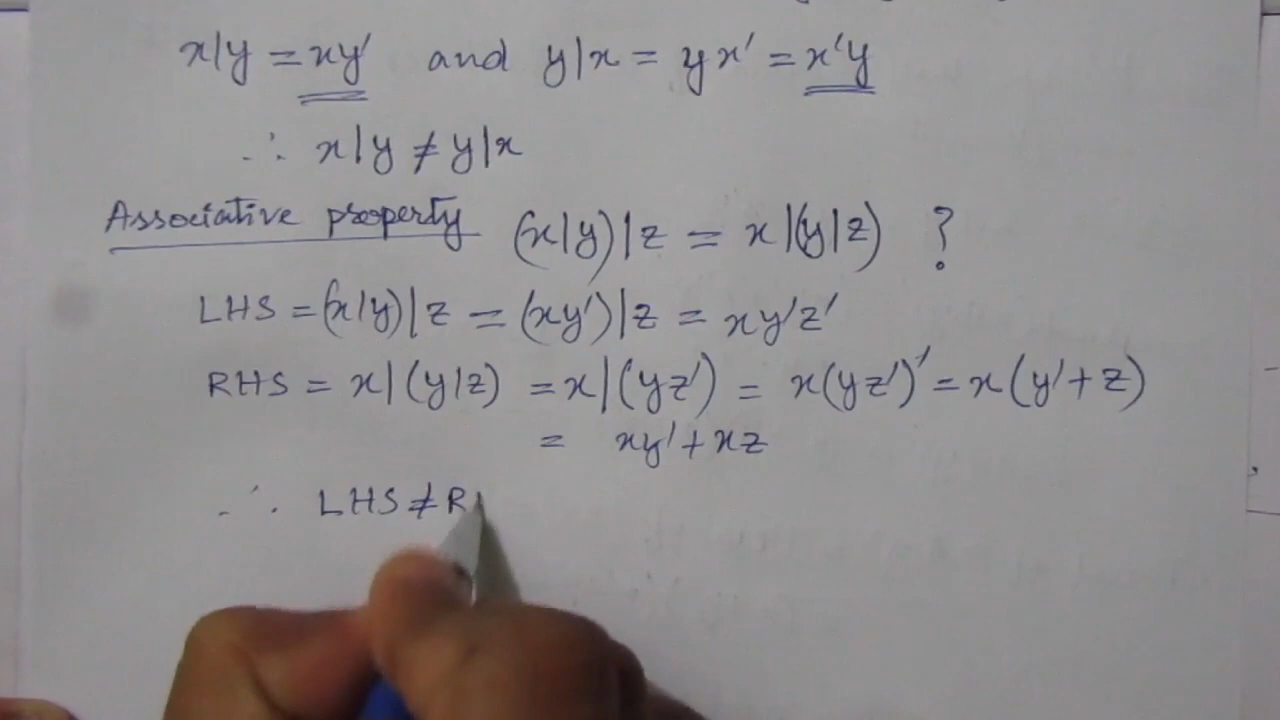 x/y = xy' and y/x = yx' = x'y
∴ x/y ≠ y/x
Associative property (x/y)/z = x/(y/z) ?
LHS = (x/y)/z = (xy')/z = xy'z'
RHS = x/(y/z) = x/(yz') = x(yz')' = x(y'+z)
= xy'+xz
∴ LHS ≠ R